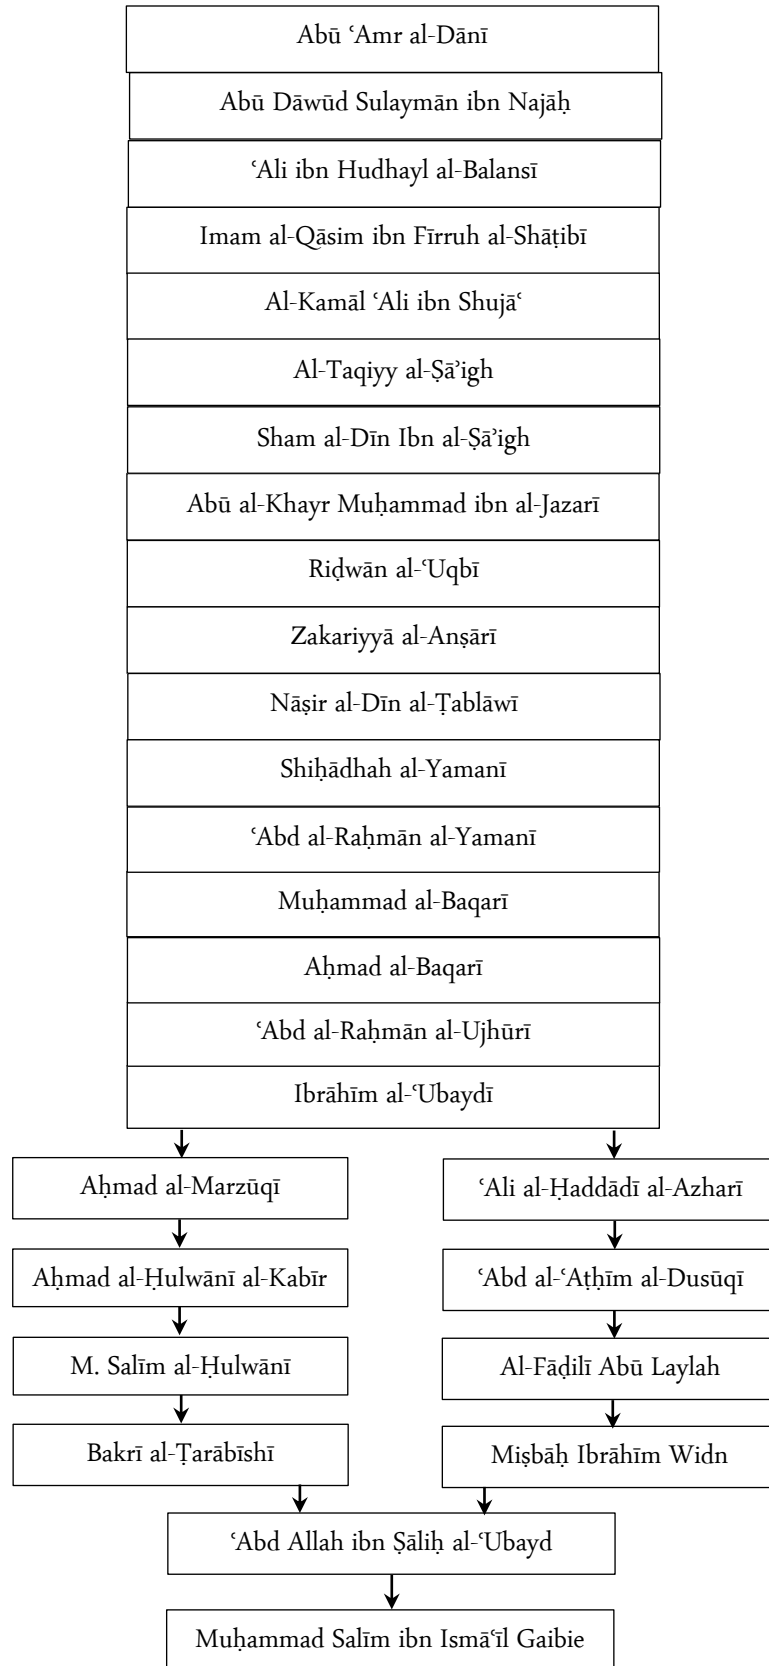 Abū ʿAmr al-Dānī
Abū Dāwūd Sulaymān ibn Najāḥ
ʿAli ibn Hudhayl al-Balansī
Imam al-Qāsim ibn Fīrruh al-Shāṭibī
Al-Kamāl ʿAli ibn Shujāʿ
Al-Taqiyy al-Ṣāʾigh
Sham al-Dīn Ibn al-Ṣāʾigh
Abū al-Khayr Muḥammad ibn al-Jazarī
Riḍwān al-ʿUqbī
Zakariyyā al-Anṣārī
Nāṣir al-Dīn al-Ṭablāwī
Shiḥādhah al-Yamanī
ʿAbd al-Raḥmān al-Yamanī
Muḥammad al-Baqarī
Aḥmad al-Baqarī
ʿAbd al-Raḥmān al-Ujhūrī
Ibrāhīm al-ʿUbaydī
Aḥmad al-Marzūqī
Aḥmad al-Ḥulwānī al-Kabīr
M. Salīm al-Ḥulwānī
Bakrī al-Ṭarābīshī
ʿAli al-Ḥaddādī al-Azharī
ʿAbd al-ʿAṭḥīm al-Dusūqī
Al-Fāḍilī Abū Laylah
Miṣbāḥ Ibrāhīm Widn
ʿAbd Allah ibn Ṣāliḥ al-ʿUbayd
Muḥammad Salīm ibn Ismāʿīl Gaibie